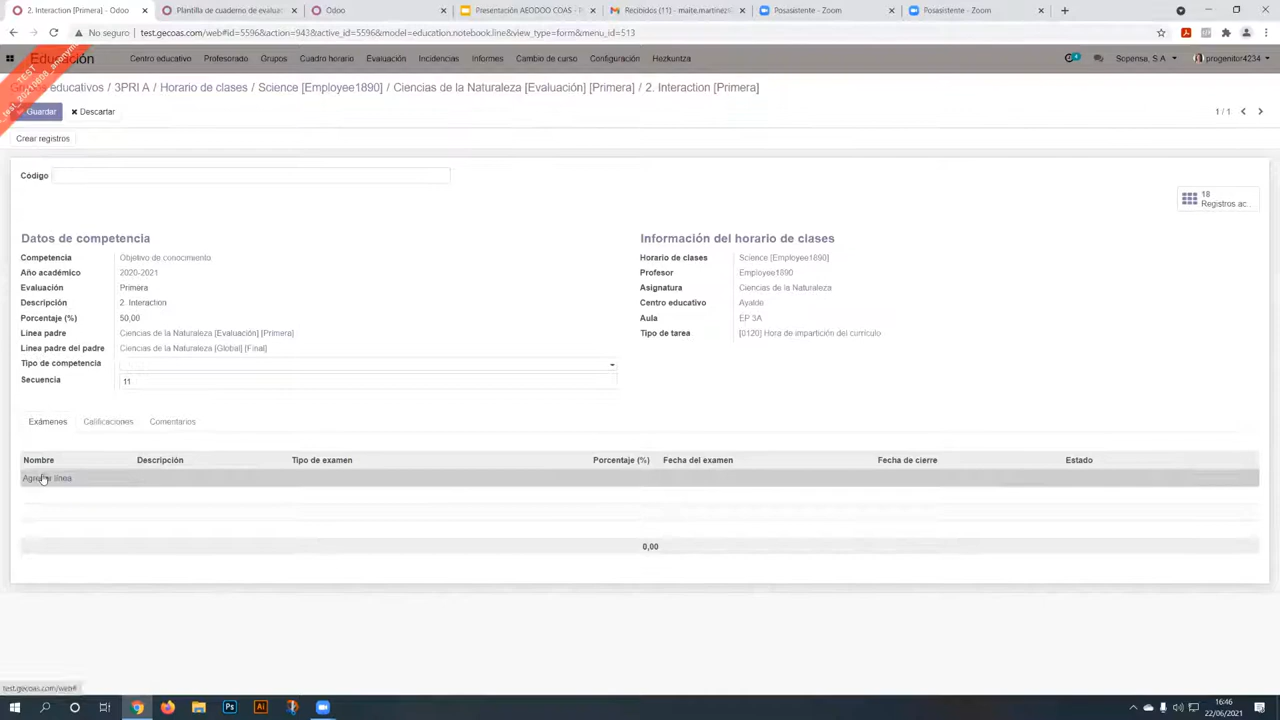 2. Interaction [Primera] - Odoo
Plantilla de cuaderno de evaluac
Odoo
Presentación AEODOO COAS - P
Recibidos (11) - maite.martinez
Posasistente - Zoom
Posasistente - Zoom
No seguro
test.gecoas.com/web#id=5596&action=943&active_id=5596&model=education.notebook.line&view_type=form&menu_id=513
Educación
Centro educativo
Profesorado
Grupos
Cuadro horario
Evaluación
Incidencias
Informes
Cambio de curso
Configuración
Hezkuntza
Sopensa, S.A
progenitor4234
TEST
Grupos educativos / 3PRI A / Horario de clases / Science [Employee1890] / Ciencias de la Naturaleza [Evaluación] [Primera] / 2. Interaction [Primera]
Guardar
Descartar
1 / 1
Crear registros
Código
18
Registros ac..
Datos de competencia
Competencia Objetivo de conocimiento
Año académico 2020-2021
Evaluación Primera
Descripción 2. Interaction
Porcentaje (%) 50,00
Línea padre Ciencias de la Naturaleza [Evaluación] [Primera]
Línea padre del padre Ciencias de la Naturaleza [Global] [Final]
Tipo de competencia
Secuencia 11
Información del horario de clases
Horario de clases Science [Employee1890]
Profesor Employee1890
Asignatura Ciencias de la Naturaleza
Centro educativo Ayalde
Aula EP 3A
Tipo de tarea [0120] Hora de impartición del currículo
Exámenes
Calificaciones
Comentarios
Nombre Descripción Tipo de examen Porcentaje (%) Fecha del examen Fecha de cierre Estado
Agregar línea
0,00
test.gecoas.com/web#
16:46
22/06/2021